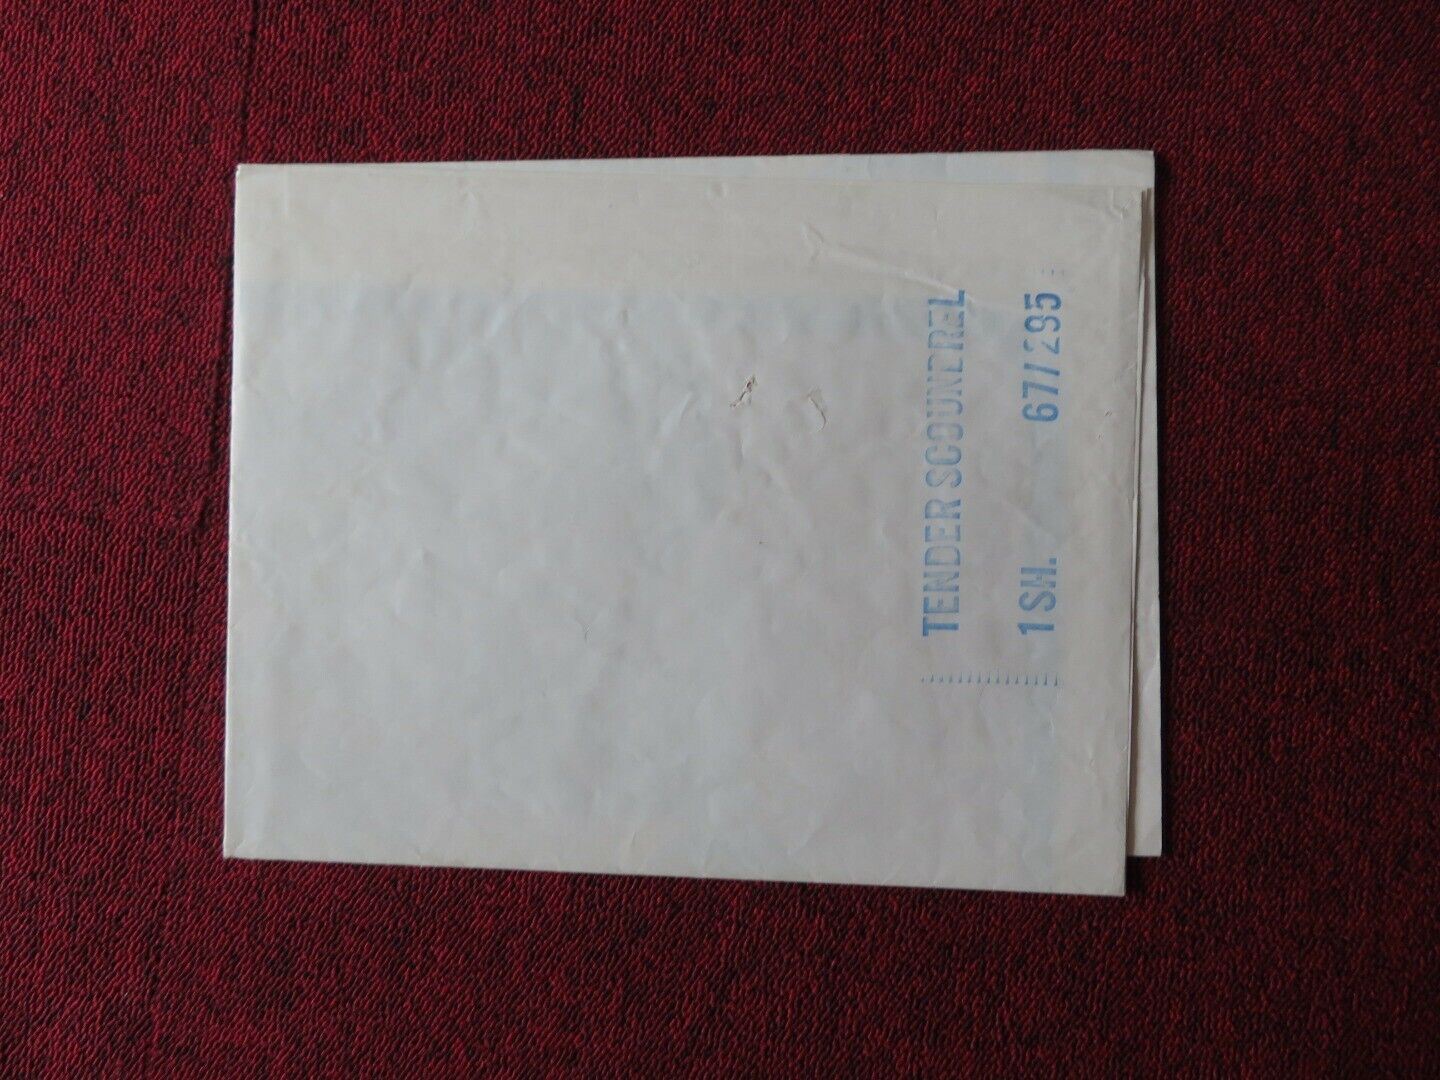 TENDER SCOUNDREL
1 SH. 67/295